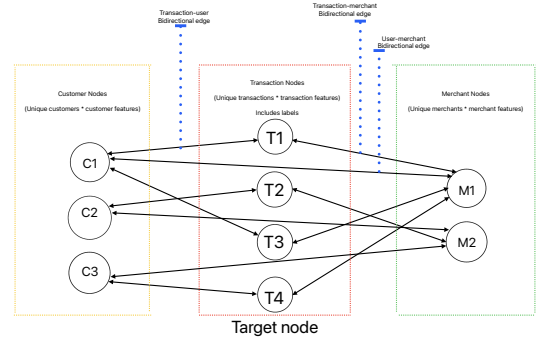 Transaction-user
Bidirectional edge
Transaction-merchant
Bidirectional edge
User-merchant
Bidirectional edge
Customer Nodes
(Unique customers * customer features)
Transaction Nodes
(Unique transactions * transaction features)
Includes labels
Merchant Nodes
(Unique merchants * merchant features)
T1
C1
T2
M1
C2
T3
M2
C3
T4
Target node